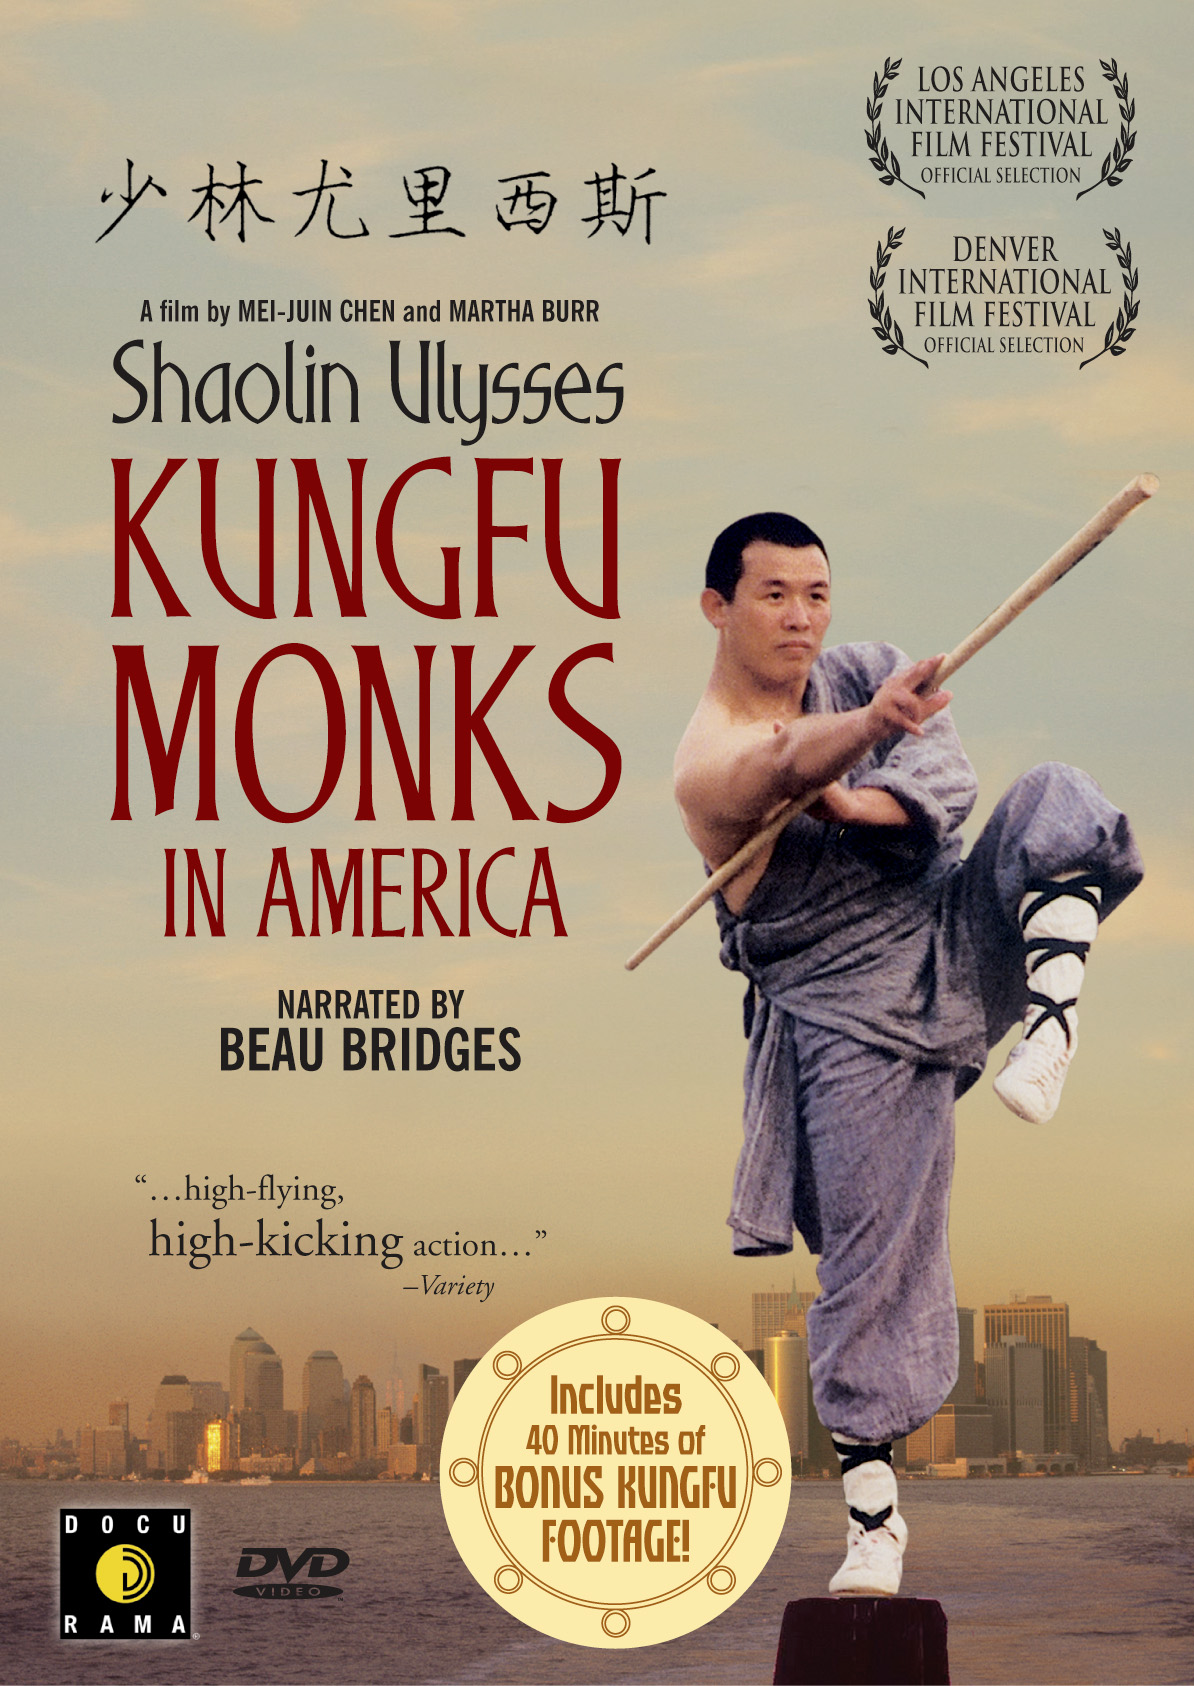 少林尤里西斯
LOS ANGELES
INTERNATIONAL
FILM FESTIVAL
OFFICIAL SELECTION
DENVER
INTERNATIONAL
FILM FESTIVAL
OFFICIAL SELECTION
A film by MEI-JUIN CHEN and MARTHA BURR
Shaolin Ulysses
KUNGFU
MONKS
IN AMERICA
NARRATED BY
BEAU BRIDGES
“…high-flying,
high-kicking action…”
–Variety
Includes
40 Minutes of
BONUS KUNGFU
FOOTAGE!
DOCU
RAMA®
DVD
VIDEO™